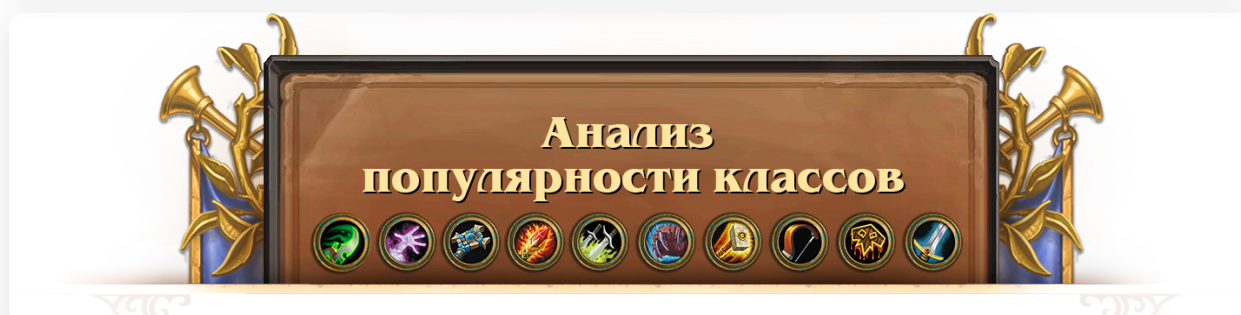 Анализ
популярности классов